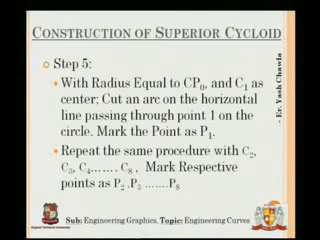 CONSTRUCTION OF SUPERIOR CYCLOID
Step 5:
With Radius Equal to CP₀, and C₁ as
center; Cut an arc on the horizontal
line passing through point 1 on the
circle. Mark the Point as P₁.
Repeat the same procedure with C₂,
C₃, C₄……. C₈ , Mark Respective
points as P₂ .P₃ …….P₈
- Er. Yash Chawla
Gujarat Technological University
Sub: Engineering Graphics, Topic: Engineering Curves